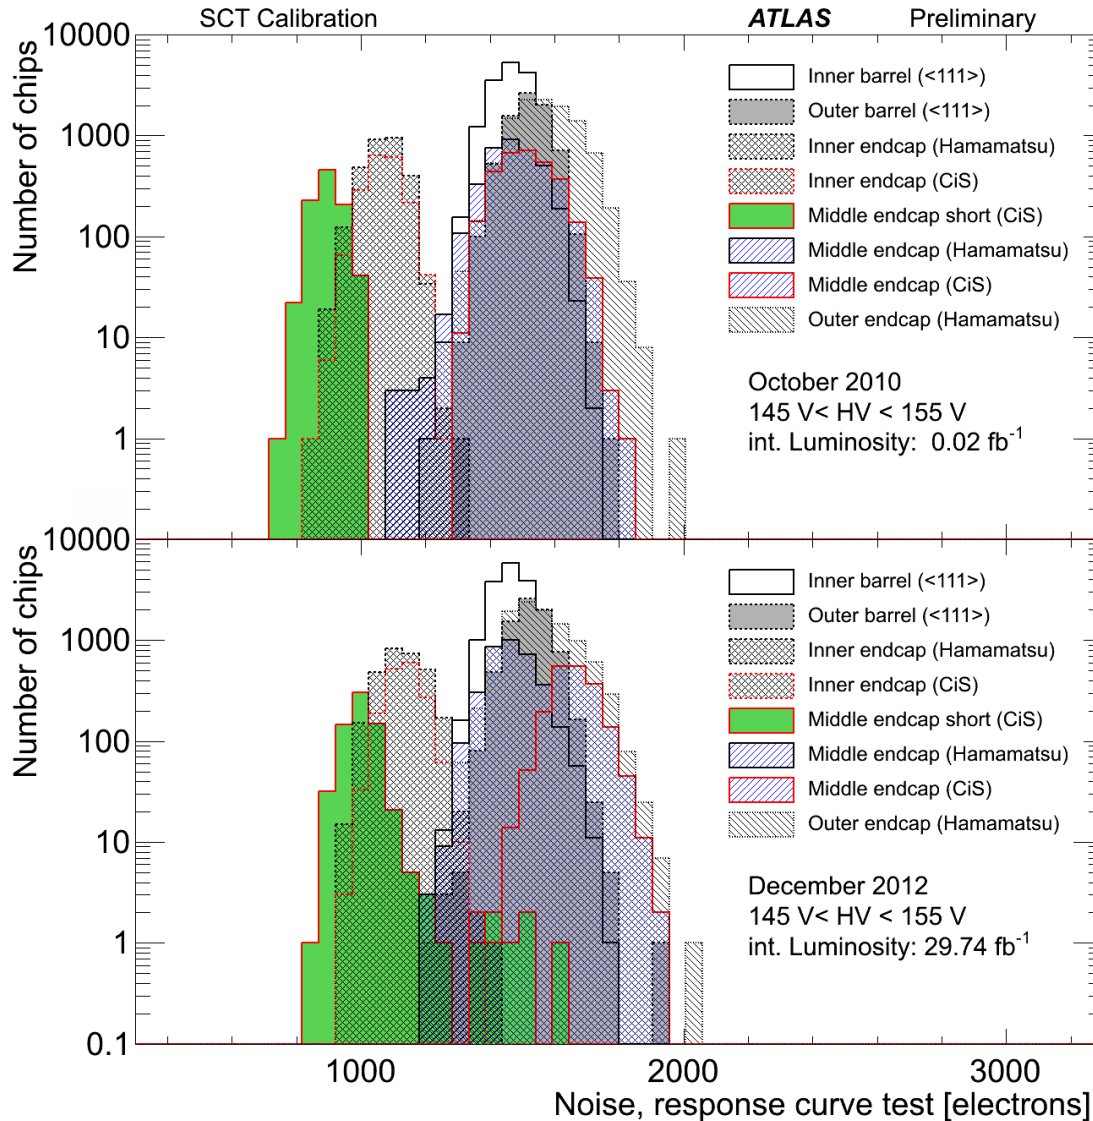 SCT Calibration ATLAS Preliminary
Number of chips
10000
1000
100
10
1
Inner barrel (<111>)
Outer barrel (<111>)
Inner endcap (Hamamatsu)
Inner endcap (CiS)
Middle endcap short (CiS)
Middle endcap (Hamamatsu)
Middle endcap (CiS)
Outer endcap (Hamamatsu)
October 2010
145 V< HV < 155 V
int. Luminosity: 0.02 fb⁻¹
Number of chips
10000
1000
100
10
1
0.1
Inner barrel (<111>)
Outer barrel (<111>)
Inner endcap (Hamamatsu)
Inner endcap (CiS)
Middle endcap short (CiS)
Middle endcap (Hamamatsu)
Middle endcap (CiS)
Outer endcap (Hamamatsu)
December 2012
145 V< HV < 155 V
int. Luminosity: 29.74 fb⁻¹
1000 2000 3000
Noise, response curve test [electrons]